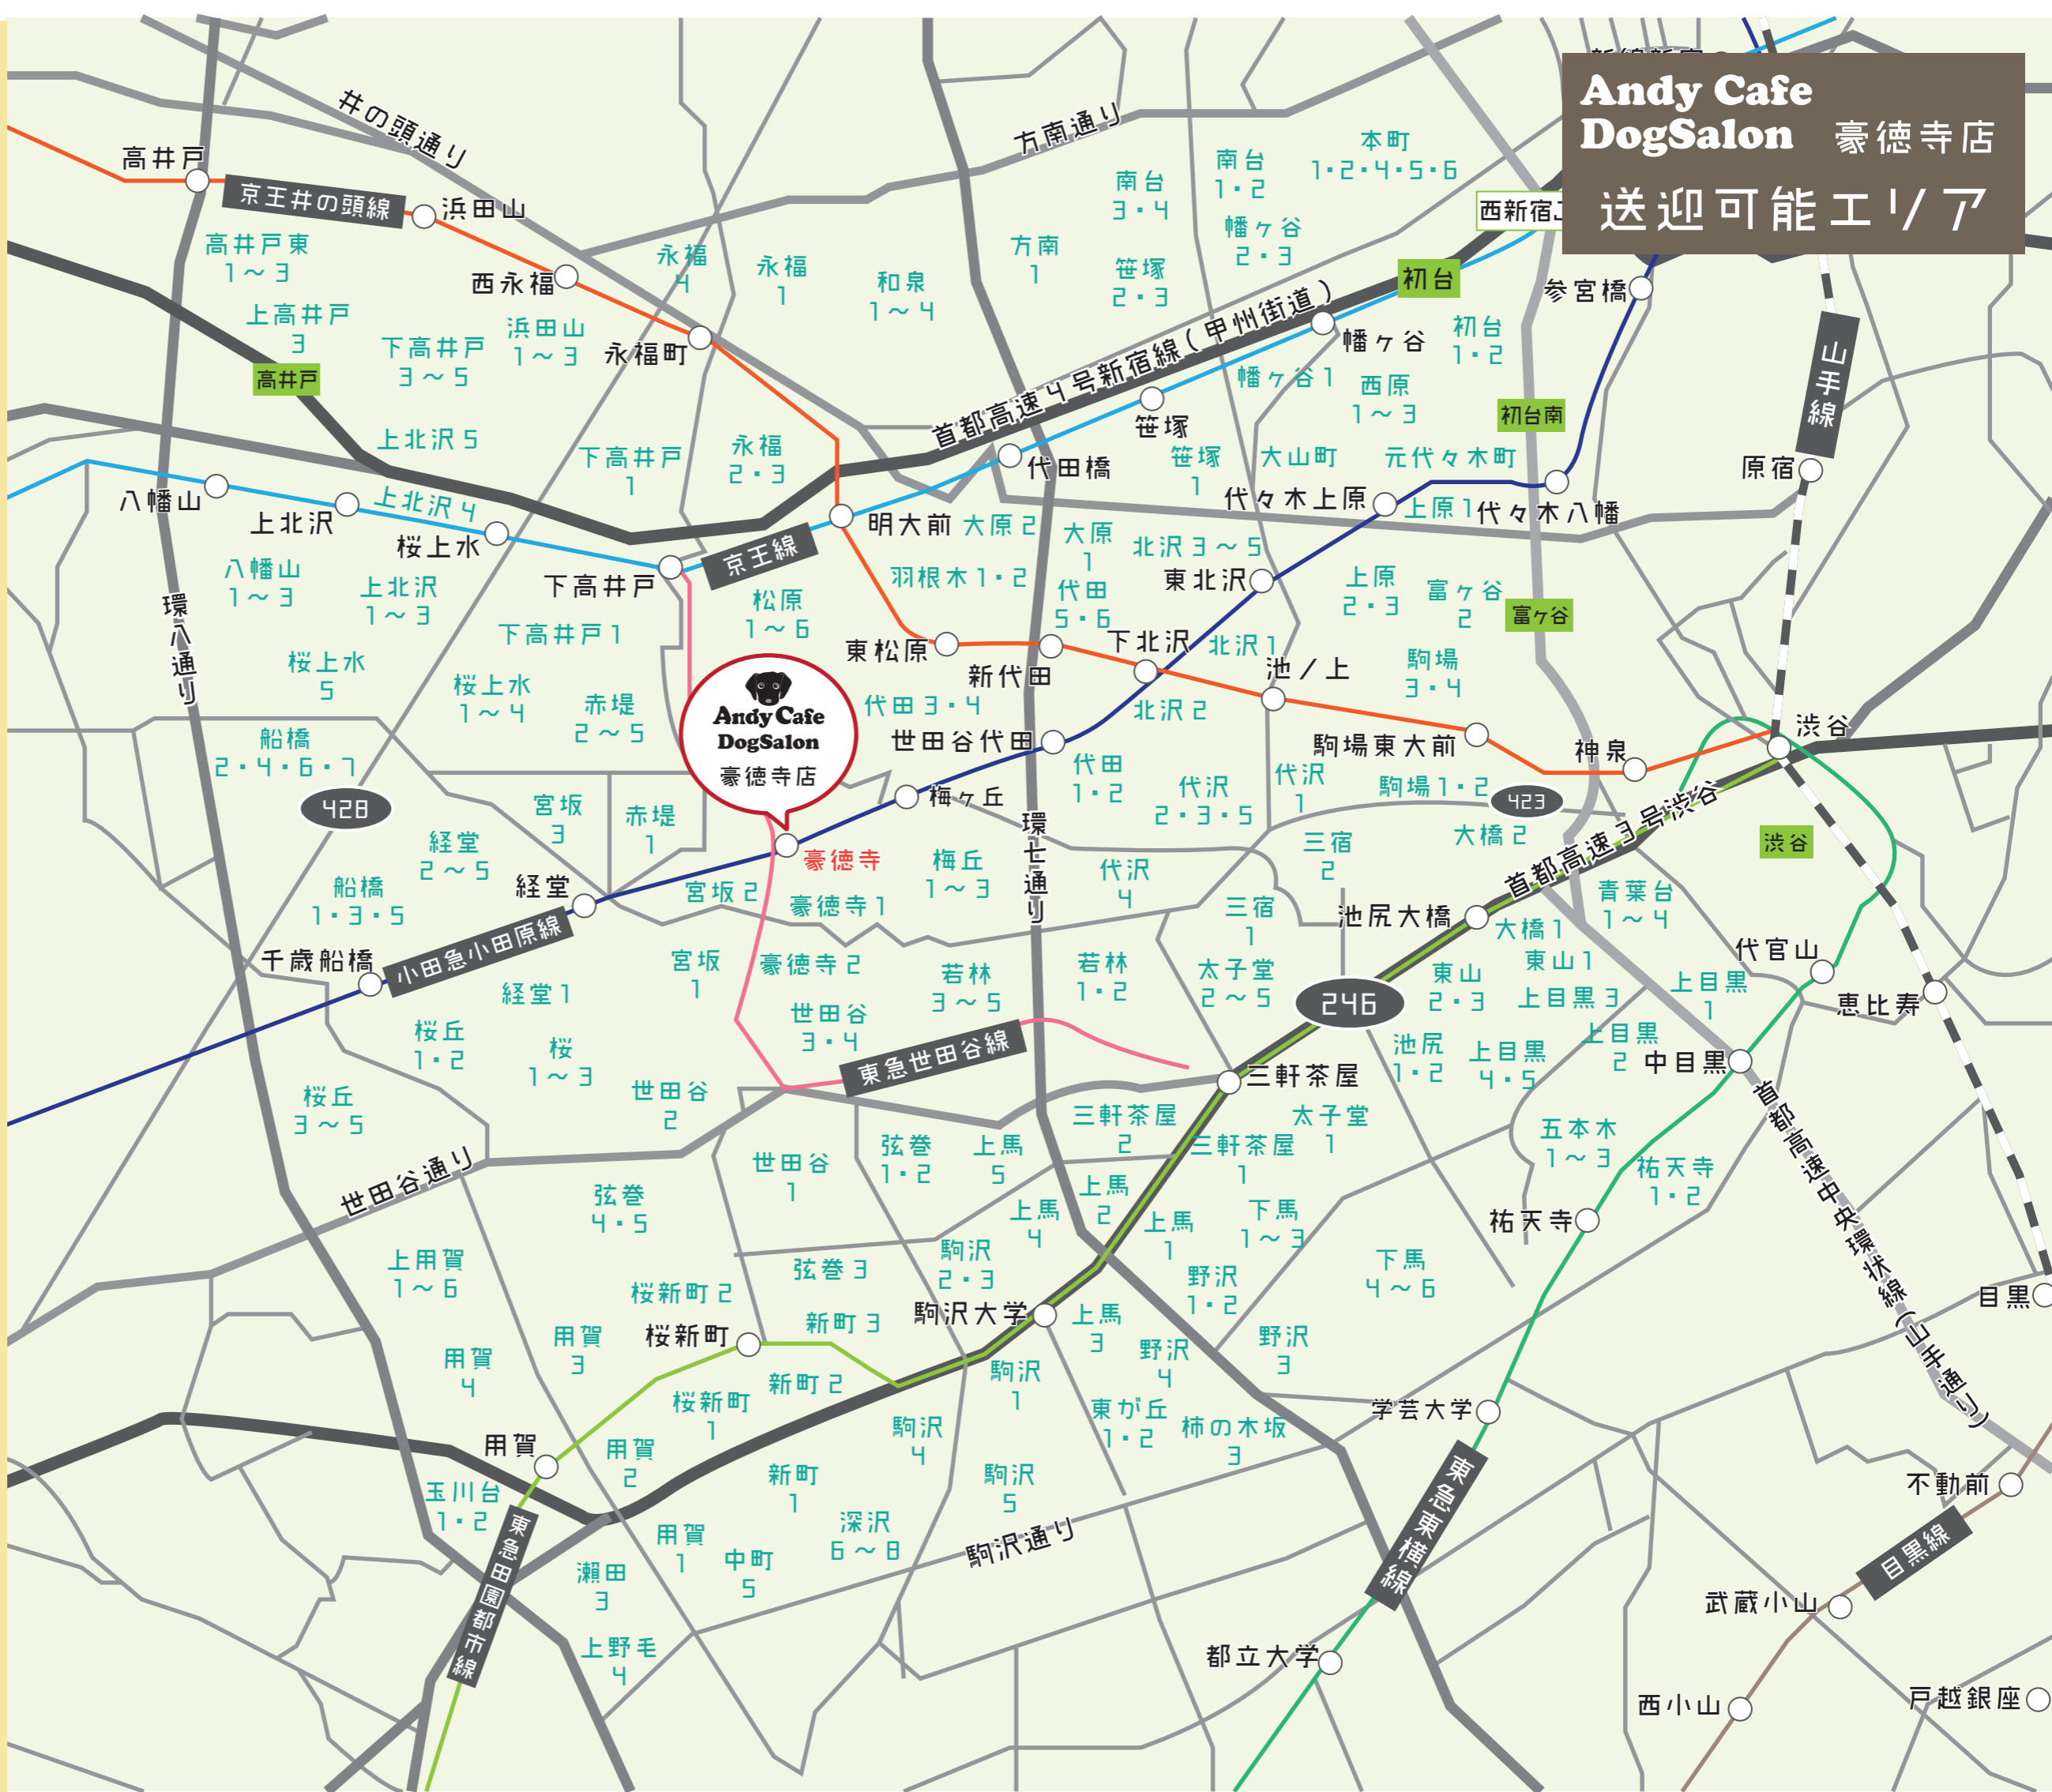 Andy Cafe
DogSalon 豪徳寺店
送迎可能エリア
井の頭通り
方南通り
高井戸
京王井の頭線
浜田山
高井戸東
1～3
西永福
永福
4
永福
1
和泉
1～4
方南
1
南台
3・4
南台
1・2
本町
1・2・4・5・6
幡ヶ谷
2・3
笹塚
2・3
初台
参宮橋
上高井戸
3
下高井戸
3～5
浜田山
1～3
永福町
首都高速4号新宿線(甲州街道)
幡ヶ谷
初台
1・2
高井戸
幡ヶ谷1
西原
1～3
初台南
山手線
笹塚
上北沢5
下高井戸
1
永福
2・3
代田橋
笹塚
1
大山町
元代々木町
原宿
八幡山
上北沢
上北沢4
桜上水
明大前
大原2
代々木上原
上原1
代々木八幡
下高井戸
京王線
大原
1
北沢3～5
東北沢
八幡山
1～3
上北沢
1～3
羽根木1・2
代田
5・6
上原
2・3
富ヶ谷
2
富ヶ谷
環八通り
下高井戸1
松原
1～6
東松原
新代田
下北沢
北沢1
池ノ上
駒場
3・4
桜上水
5
桜上水
1～4
赤堤
2～5
Andy Cafe
DogSalon
豪徳寺店
代田3・4
世田谷代田
北沢2
駒場東大前
神泉
渋谷
船橋
2・4・6・7
428
宮坂
3
赤堤
1
梅ヶ丘
代田
1・2
代沢
2・3・5
代沢
1
駒場1・2
423
大橋2
首都高速3号渋谷
渋谷
環七通り
経堂
2～5
豪徳寺
梅丘
1～3
代沢
4
三宿
2
船橋
1・3・5
経堂
宮坂2
豪徳寺1
三宿
1
池尻大橋
大橋1
青葉台
1～4
千歳船橋
小田急小田原線
宮坂
1
豪徳寺2
若林
3～5
若林
1・2
太子堂
2～5
246
東山
2・3
東山1
上目黒3
上目黒
1
代官山
恵比寿
経堂1
桜丘
1・2
桜
1～3
世田谷
3・4
東急世田谷線
池尻
1・2
上目黒
4・5
上目黒
2
中目黒
桜丘
3～5
世田谷
2
三軒茶屋
三軒茶屋
2
太子堂
1
首都高速中央環状線(山手通り)
世田谷通り
世田谷
1
弦巻
1・2
上馬
5
三軒茶屋
1
五本木
1～3
祐天寺
1・2
弦巻
4・5
上馬
4
上馬
2
上馬
1
下馬
1～3
祐天寺
上用賀
1～6
弦巻3
駒沢
2・3
野沢
1・2
下馬
4～6
目黒
桜新町2
桜新町
新町3
駒沢大学
上馬
3
野沢
4
野沢
3
用賀
3
用賀
4
桜新町
1
新町2
駒沢
1
東が丘
1・2
柿の木坂
3
学芸大学
用賀
用賀
2
新町
1
駒沢
4
駒沢
5
東急東横線
不動前
玉川台
1・2
東急田園都市線
用賀
1
中町
5
深沢
6～8
駒沢通り
目黒線
瀬田
3
武蔵小山
上野毛
4
都立大学
西小山
戸越銀座